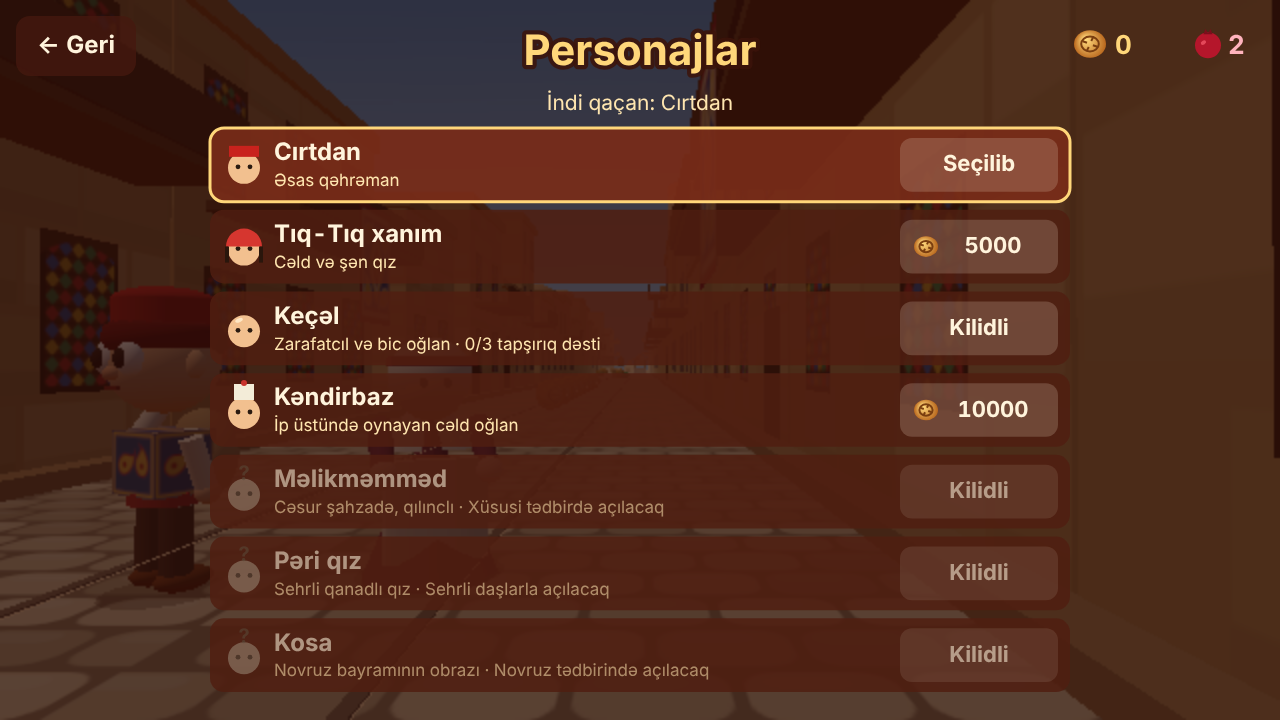 ← Geri
Personajlar
0
2
İndi qaçan: Cırtdan
Cırtdan
Əsas qəhrəman
Seçilib
Tıq-Tıq xanım
Cəld və şən qız
5000
Keçəl
Zarafatcıl və bic oğlan · 0/3 tapşırıq dəsti
Kilidli
Kəndirbaz
İp üstündə oynayan cəld oğlan
10000
?
Məlikməmməd
Cəsur şahzadə, qılınclı · Xüsusi tədbirdə açılacaq
Kilidli
?
Pəri qız
Sehrli qanadlı qız · Sehrli daşlarla açılacaq
Kilidli
?
Kosa
Novruz bayramının obrazı · Novruz tədbirində açılacaq
Kilidli